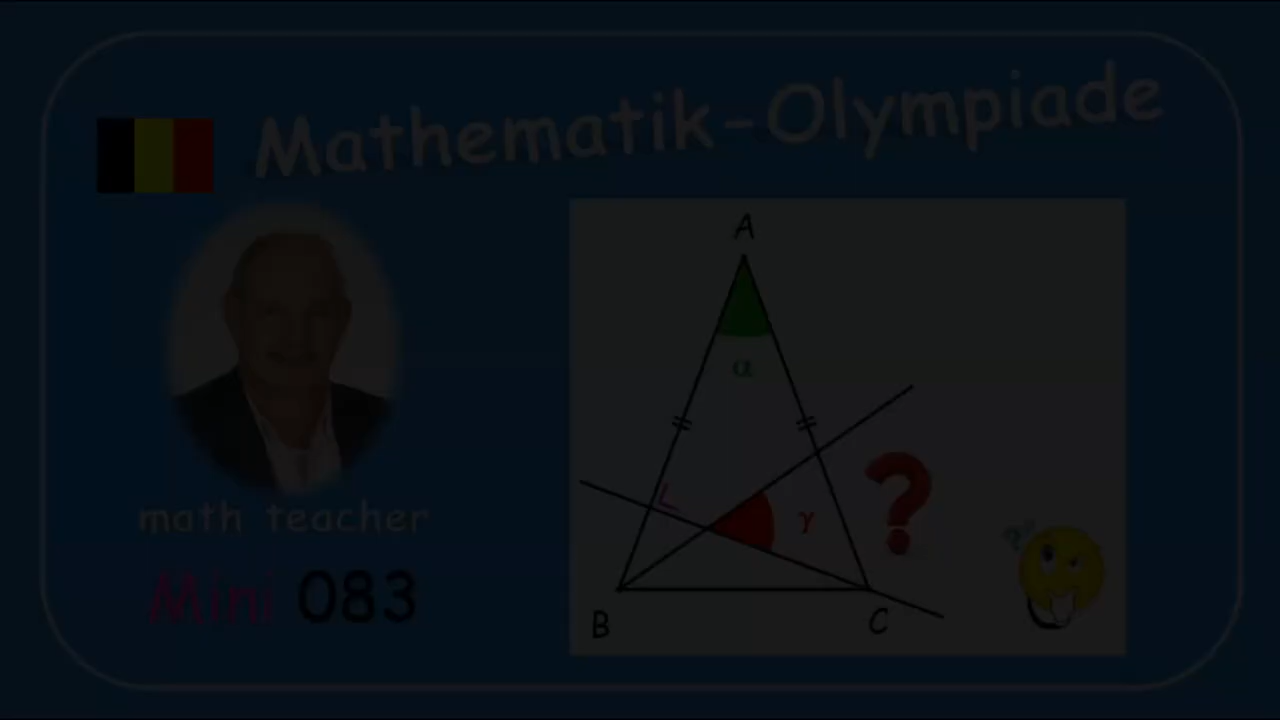 Mathematik-Olympiade
A
α
γ
?
B
C
math teacher
Mini 083